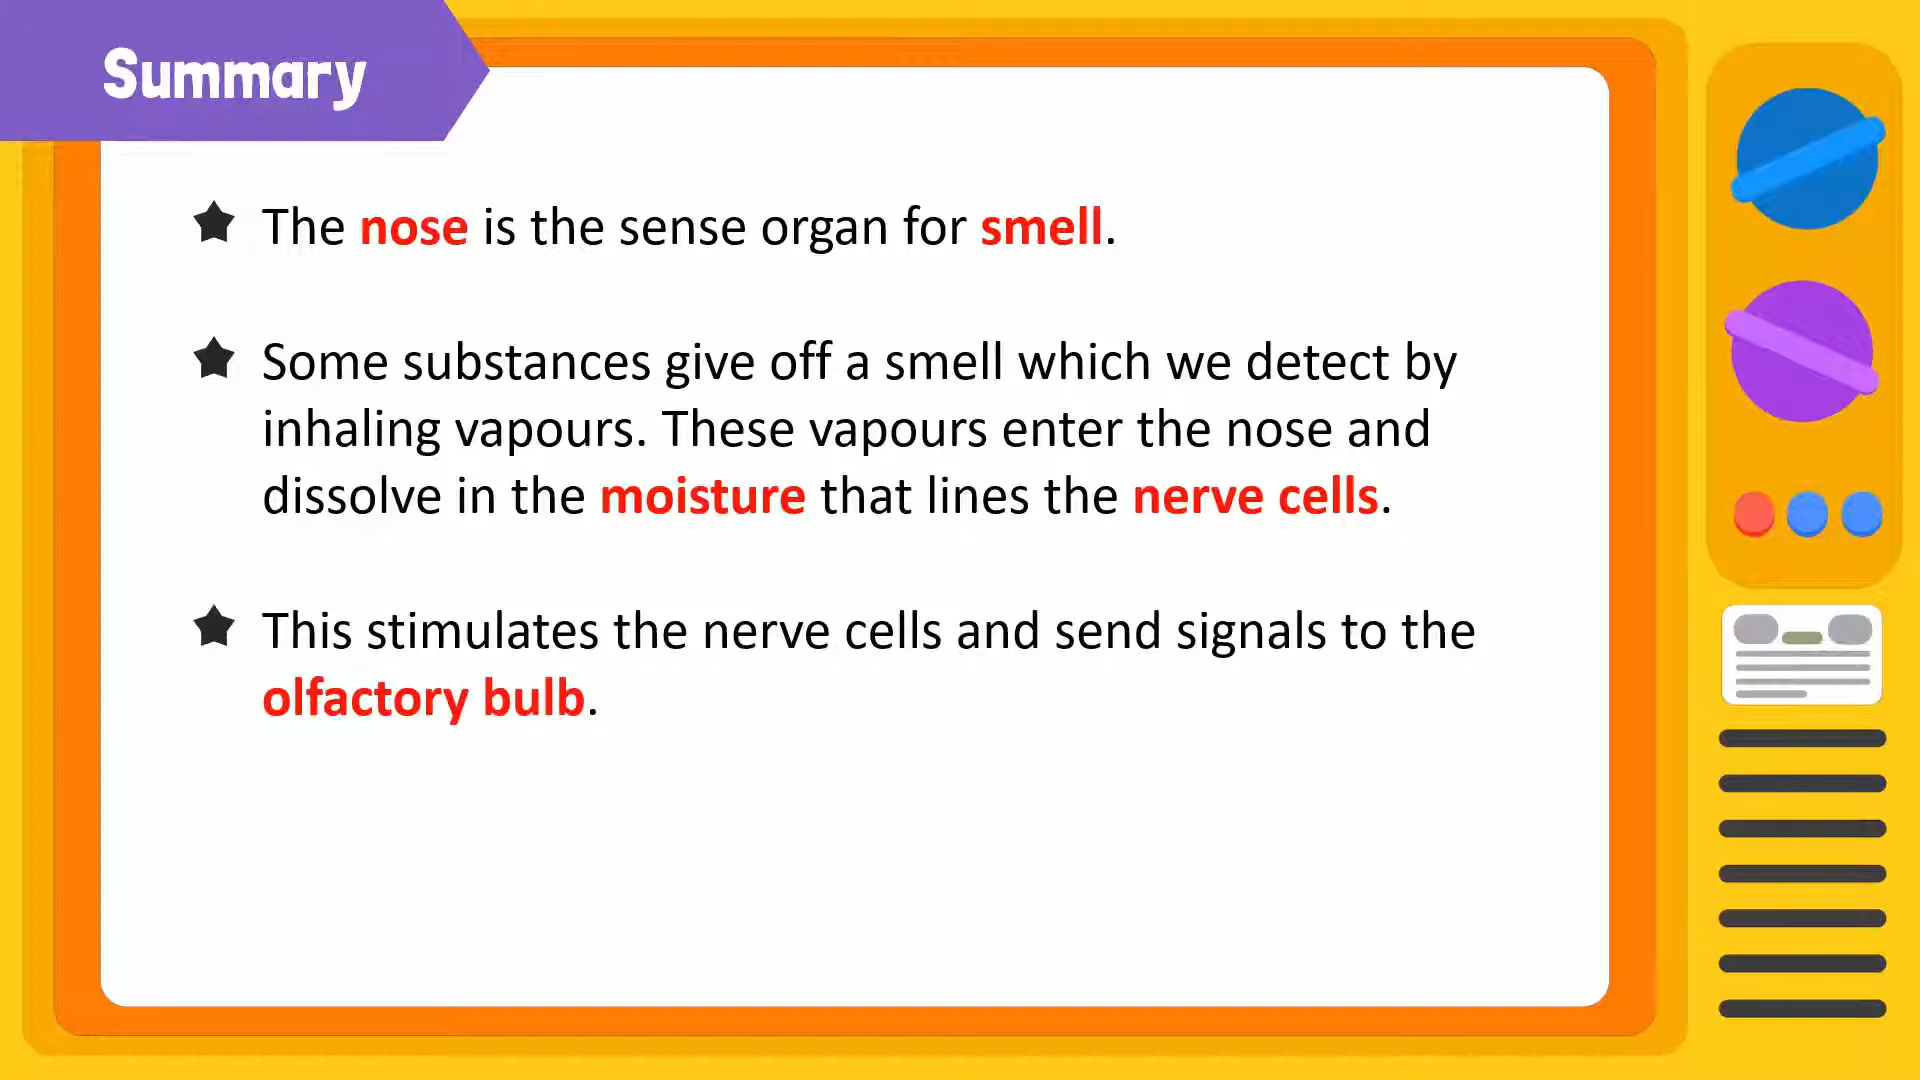 Summary
The nose is the sense organ for smell.
Some substances give off a smell which we detect by
inhaling vapours. These vapours enter the nose and
dissolve in the moisture that lines the nerve cells.
This stimulates the nerve cells and send signals to the
olfactory bulb.